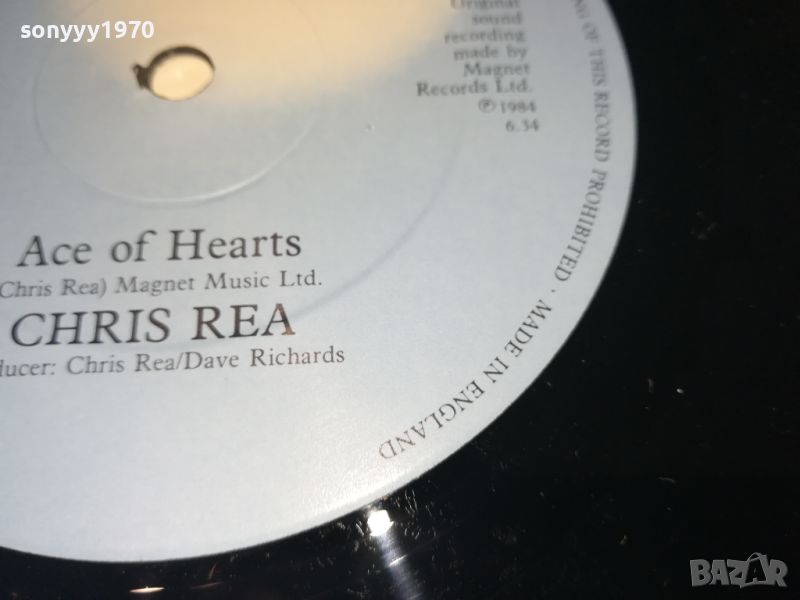 sonyyy1970
Original
sound
recording
made by
Magnet
Records Ltd.
℗ 1984
6.34
Ace of Hearts
Chris Rea) Magnet Music Ltd.
CHRIS REA
ducer: Chris Rea/Dave Richards
OF THIS RECORD PROHIBITED · MADE IN ENGLAND
BAZAR